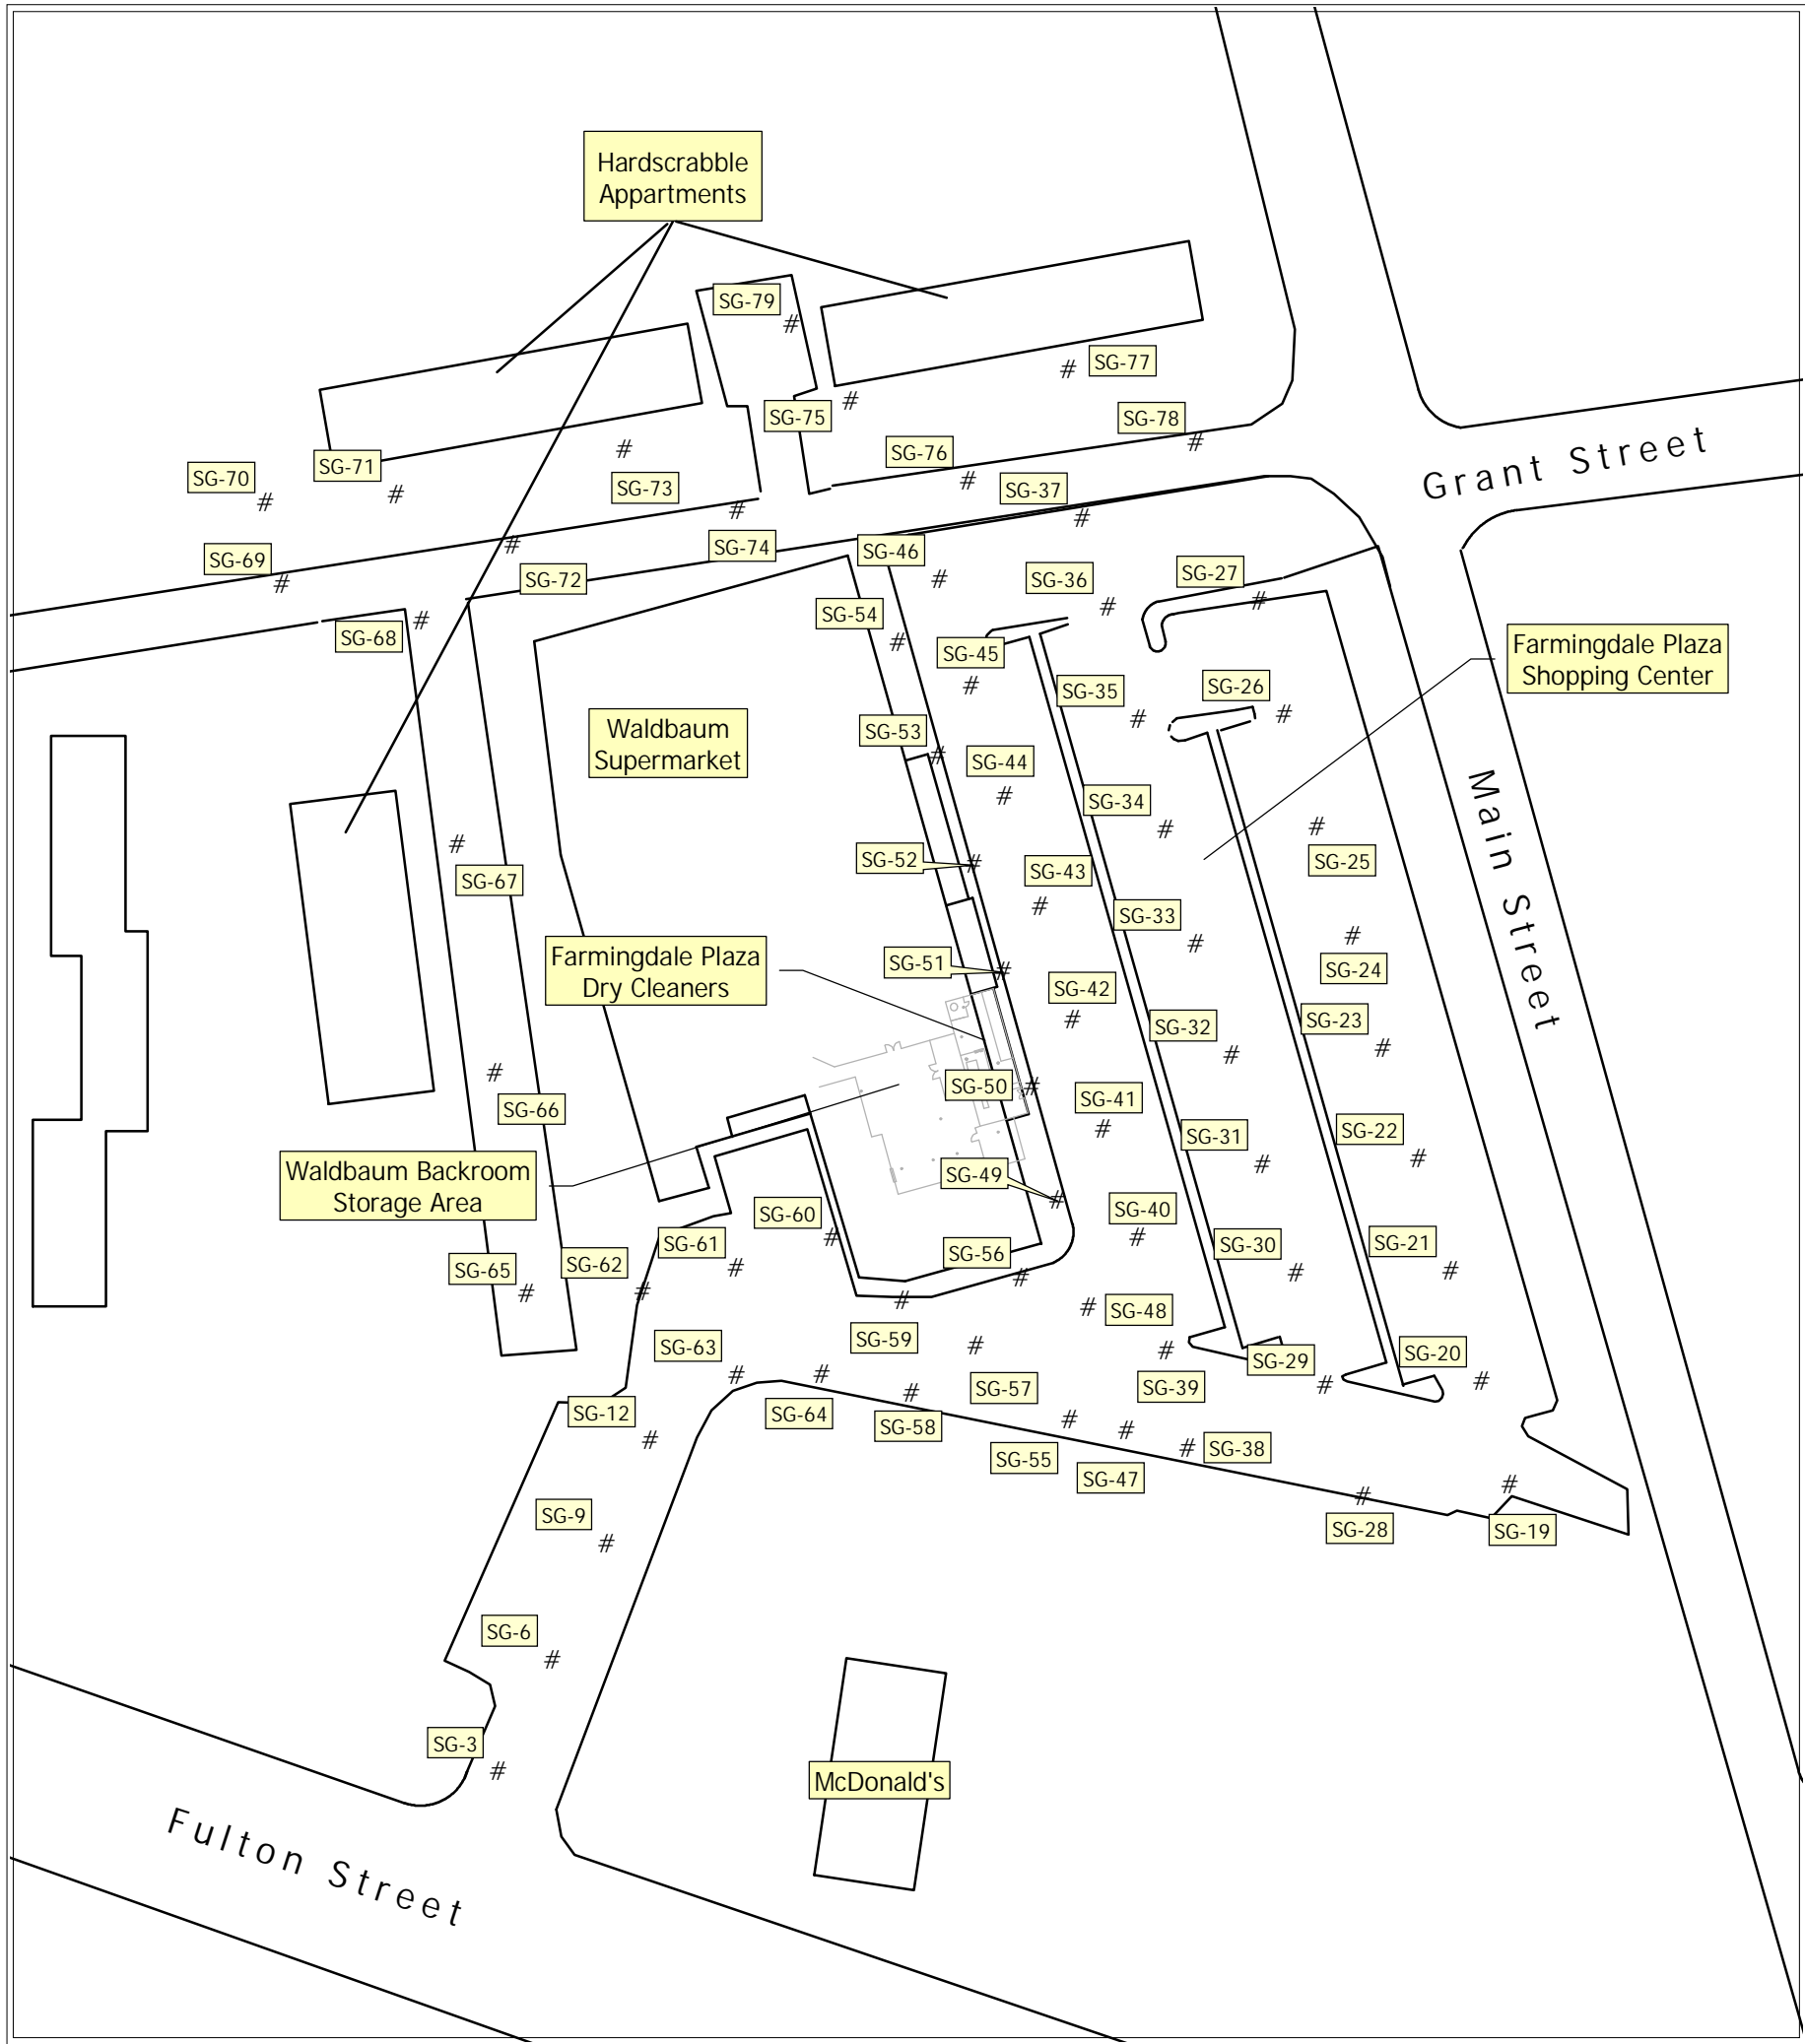 Hardscrabble
Appartments
SG-79
SG-77
SG-75
SG-78
SG-76
SG-71
SG-70
SG-73
SG-37
Grant Street
SG-74
SG-46
SG-69
SG-72
SG-36
SG-27
SG-54
SG-68
SG-45
Farmingdale Plaza
Shopping Center
SG-35
SG-26
Waldbaum
Supermarket
SG-53
SG-44
SG-34
Main Street
SG-52
SG-25
SG-43
SG-67
SG-33
Farmingdale Plaza
Dry Cleaners
SG-51
SG-24
SG-42
SG-32
SG-23
SG-50
SG-41
SG-66
SG-31
SG-22
Waldbaum Backroom
Storage Area
SG-49
SG-60
SG-40
SG-61
SG-30
SG-21
SG-56
SG-62
SG-65
SG-48
SG-59
SG-63
SG-20
SG-29
SG-57
SG-39
SG-12
SG-64
SG-58
SG-38
SG-55
SG-47
SG-9
SG-28
SG-19
SG-6
SG-3
McDonald's
Fulton Street